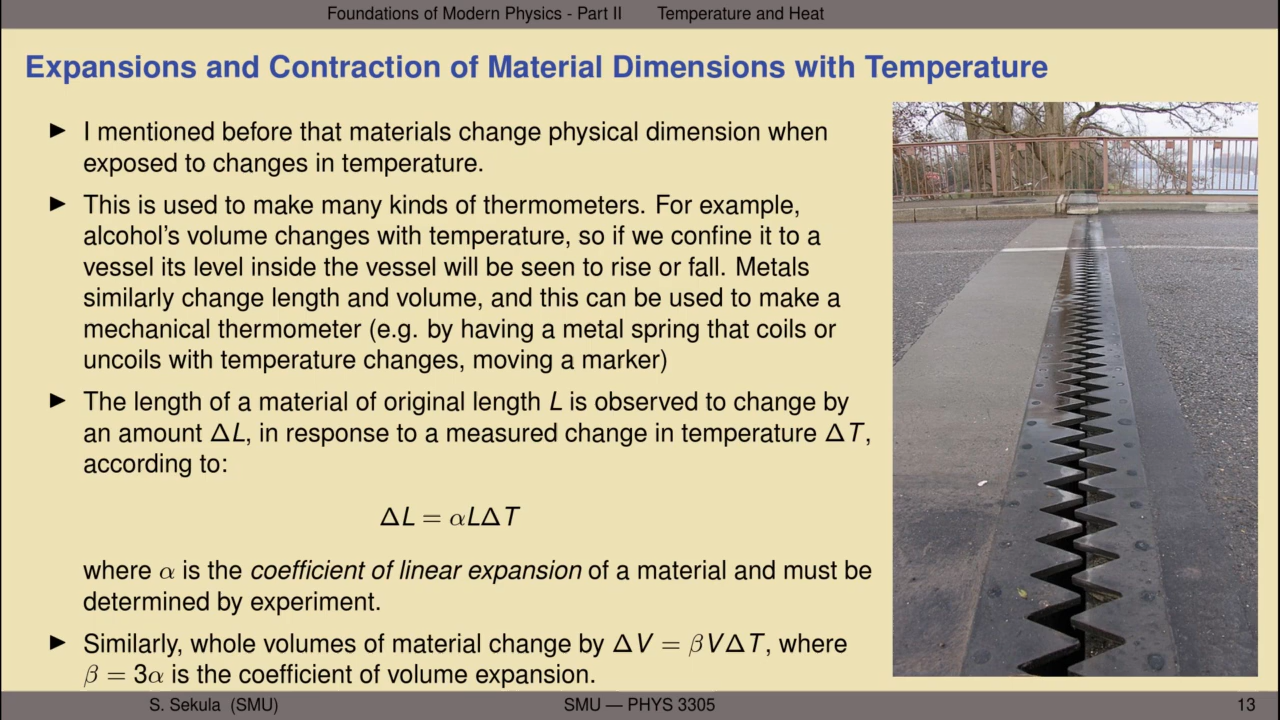 Foundations of Modern Physics - Part II Temperature and Heat
Expansions and Contraction of Material Dimensions with Temperature
▶ I mentioned before that materials change physical dimension when
exposed to changes in temperature.
▶ This is used to make many kinds of thermometers. For example,
alcohol's volume changes with temperature, so if we confine it to a
vessel its level inside the vessel will be seen to rise or fall. Metals
similarly change length and volume, and this can be used to make a
mechanical thermometer (e.g. by having a metal spring that coils or
uncoils with temperature changes, moving a marker)
▶ The length of a material of original length L is observed to change by
an amount ΔL, in response to a measured change in temperature ΔT,
according to:
ΔL = αLΔT
where α is the coefficient of linear expansion of a material and must be
determined by experiment.
▶ Similarly, whole volumes of material change by ΔV = βVΔT, where
β = 3α is the coefficient of volume expansion.
S. Sekula (SMU) SMU — PHYS 3305 13